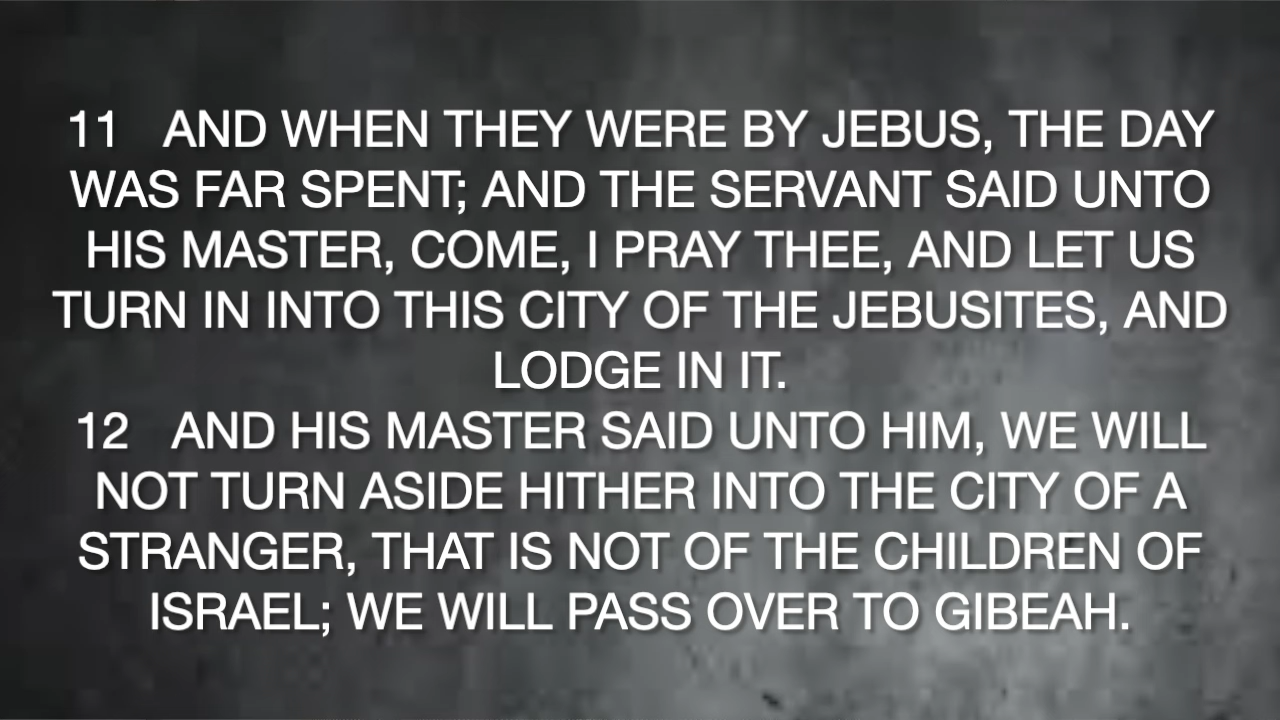 11 AND WHEN THEY WERE BY JEBUS, THE DAY
WAS FAR SPENT; AND THE SERVANT SAID UNTO
HIS MASTER, COME, I PRAY THEE, AND LET US
TURN IN INTO THIS CITY OF THE JEBUSITES, AND
LODGE IN IT.
12 AND HIS MASTER SAID UNTO HIM, WE WILL
NOT TURN ASIDE HITHER INTO THE CITY OF A
STRANGER, THAT IS NOT OF THE CHILDREN OF
ISRAEL; WE WILL PASS OVER TO GIBEAH.